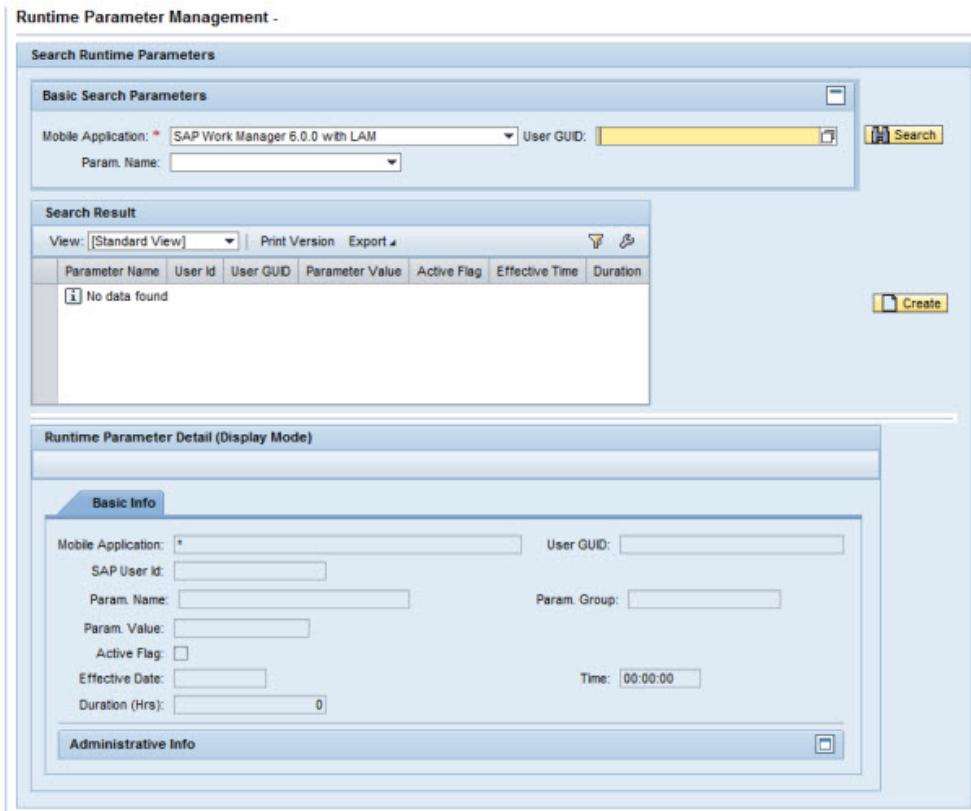 Runtime Parameter Management -
Search Runtime Parameters
Basic Search Parameters
Mobile Application: * SAP Work Manager 6.0.0 with LAM User GUID: Search
Param. Name:
Search Result
View: [Standard View] Print Version Export
Parameter Name User Id User GUID Parameter Value Active Flag Effective Time Duration
No data found
Create
Runtime Parameter Detail (Display Mode)
Basic Info
Mobile Application: * User GUID:
SAP User Id:
Param. Name: Param. Group:
Param. Value:
Active Flag:
Effective Date: Time: 00:00:00
Duration (Hrs): 0
Administrative Info